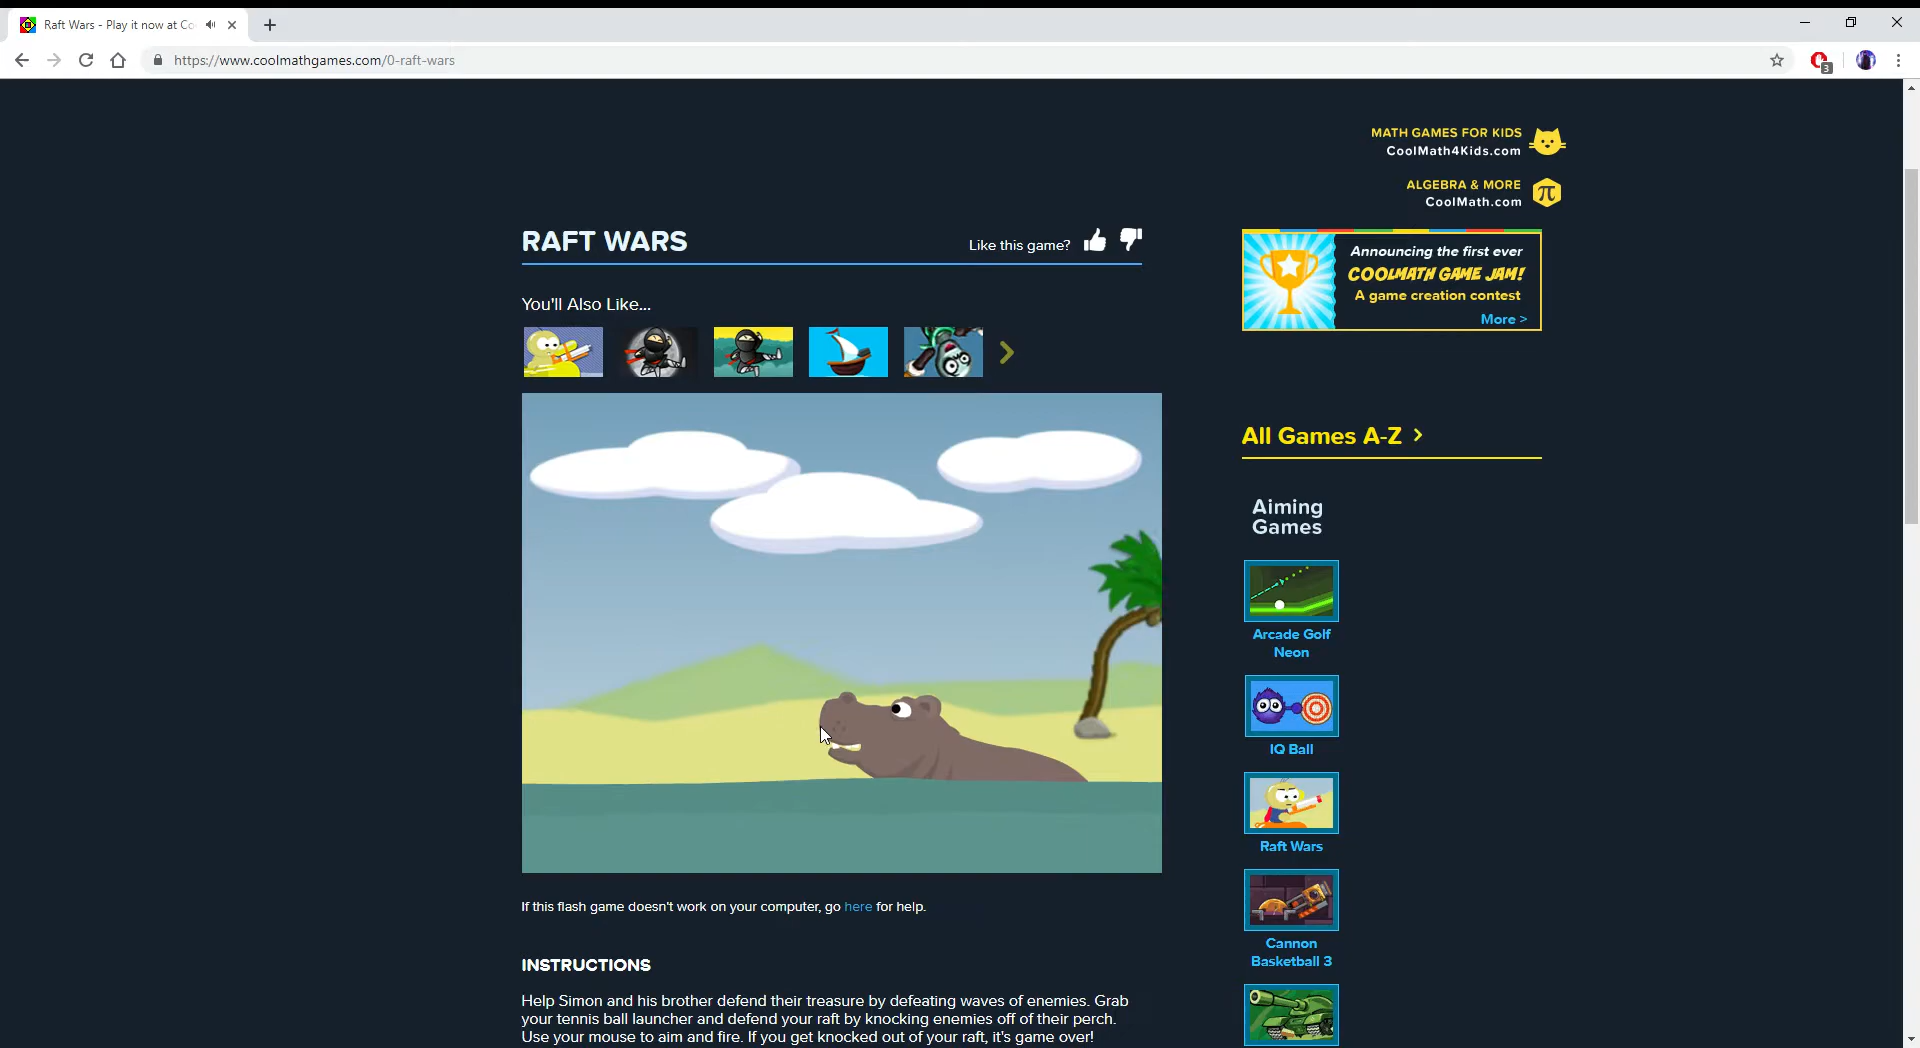 Raft Wars - Play it now at Co
https://www.coolmathgames.com/0-raft-wars
3
MATH GAMES FOR KIDS
CoolMath4Kids.com
ALGEBRA & MORE
CoolMath.com
π
RAFT WARS
Like this game?
Announcing the first ever
COOLMATH GAME JAM!
A game creation contest
More >
You'll Also Like...
All Games A-Z >
Aiming
Games
Arcade Golf
Neon
IQ Ball
Raft Wars
Cannon
Basketball 3
If this flash game doesn't work on your computer, go here for help.
INSTRUCTIONS
Help Simon and his brother defend their treasure by defeating waves of enemies. Grab
your tennis ball launcher and defend your raft by knocking enemies off of their perch.
Use your mouse to aim and fire. If you get knocked out of your raft, it's game over!